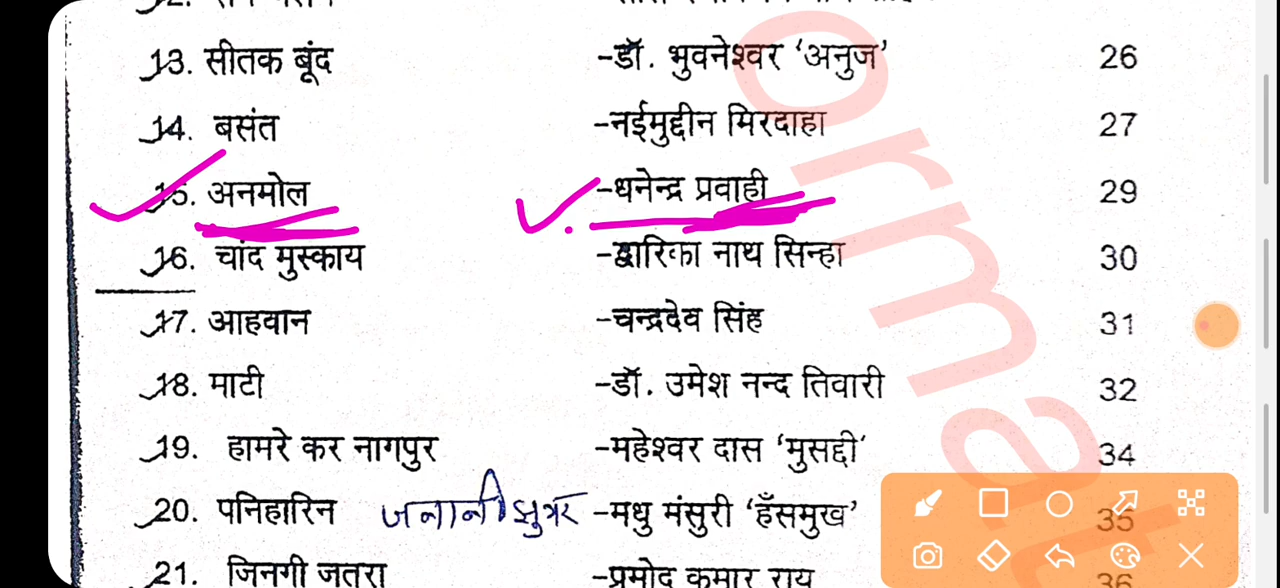 13. सीतक बूंद -डॉ. भुवनेश्वर ‘अनुज’ 26
14. बसंत -नईमुद्दीन मिरदाहा 27
15. अनमोल -धनेन्द्र प्रवाही 29
16. चांद मुस्काय -द्वारिका नाथ सिन्हा 30
17. आहवान -चन्द्रदेव सिंह 31
18. माटी -डॉ. उमेश नन्द तिवारी 32
19. हामरे कर नागपुर -महेश्वर दास ‘मुसद्दी’ 34
20. पनिहारिन जनानी झुमर -मधु मंसुरी ‘हँसमुख’ 35
21. जिनगी जतरा -प्रमोद कुमार राय 36